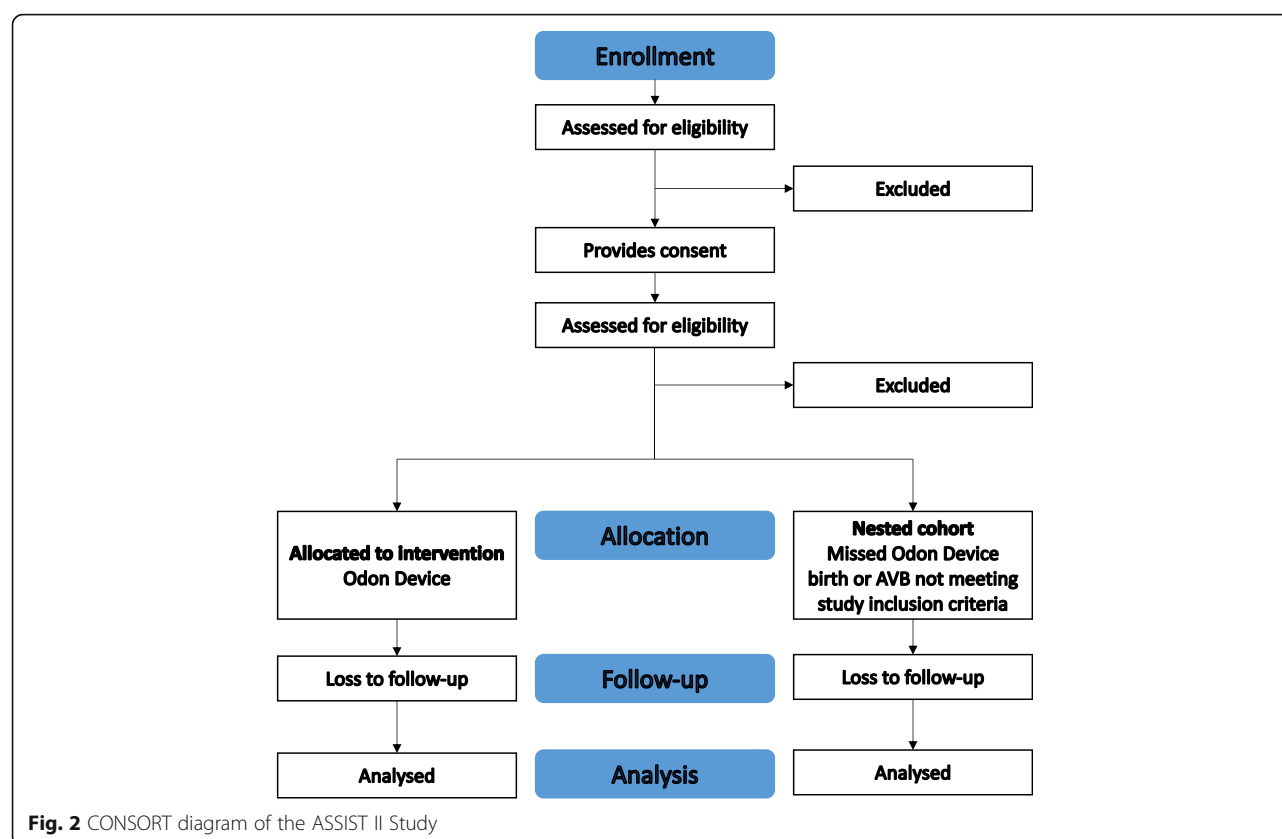 Enrollment
Assessed for eligibility
Excluded
Provides consent
Assessed for eligibility
Excluded
Allocated to intervention
Odon Device
Allocation
Nested cohort
Missed Odon Device
birth or AVB not meeting
study inclusion criteria
Loss to follow-up
Follow-up
Loss to follow-up
Analysed
Analysis
Analysed
Fig. 2 CONSORT diagram of the ASSIST II Study